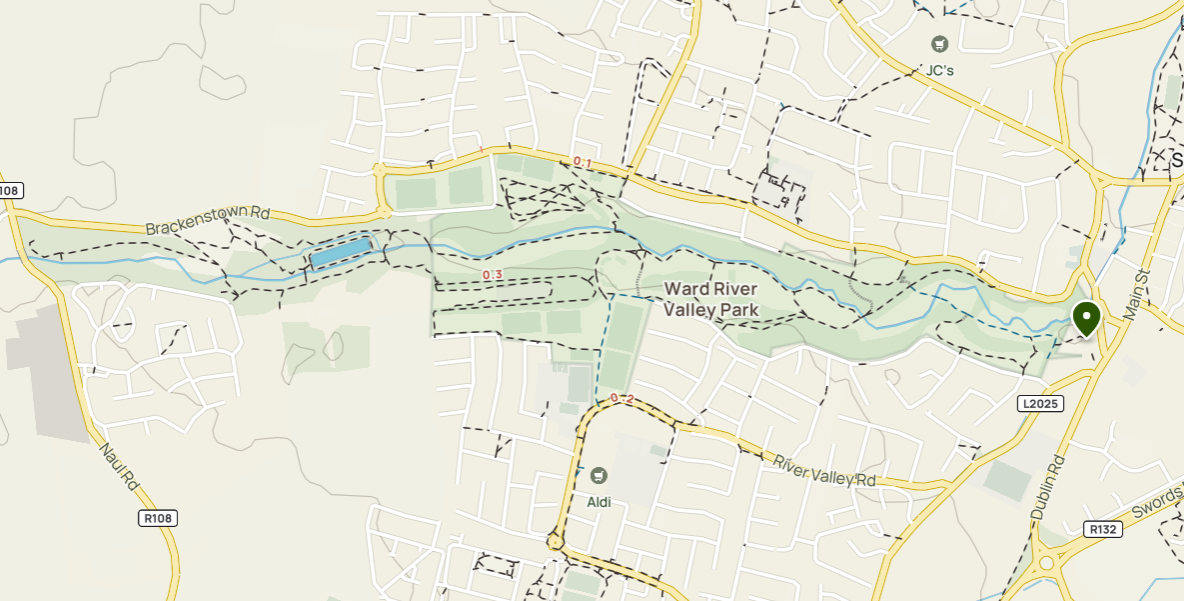 JC's
0.1
108
Brackenstown Rd
S
0.3
Ward River
Valley Park
Main St
0.2
L2025
River Valley Rd
Naul Rd
Aldi
Dublin Rd
Swords
R108
R132